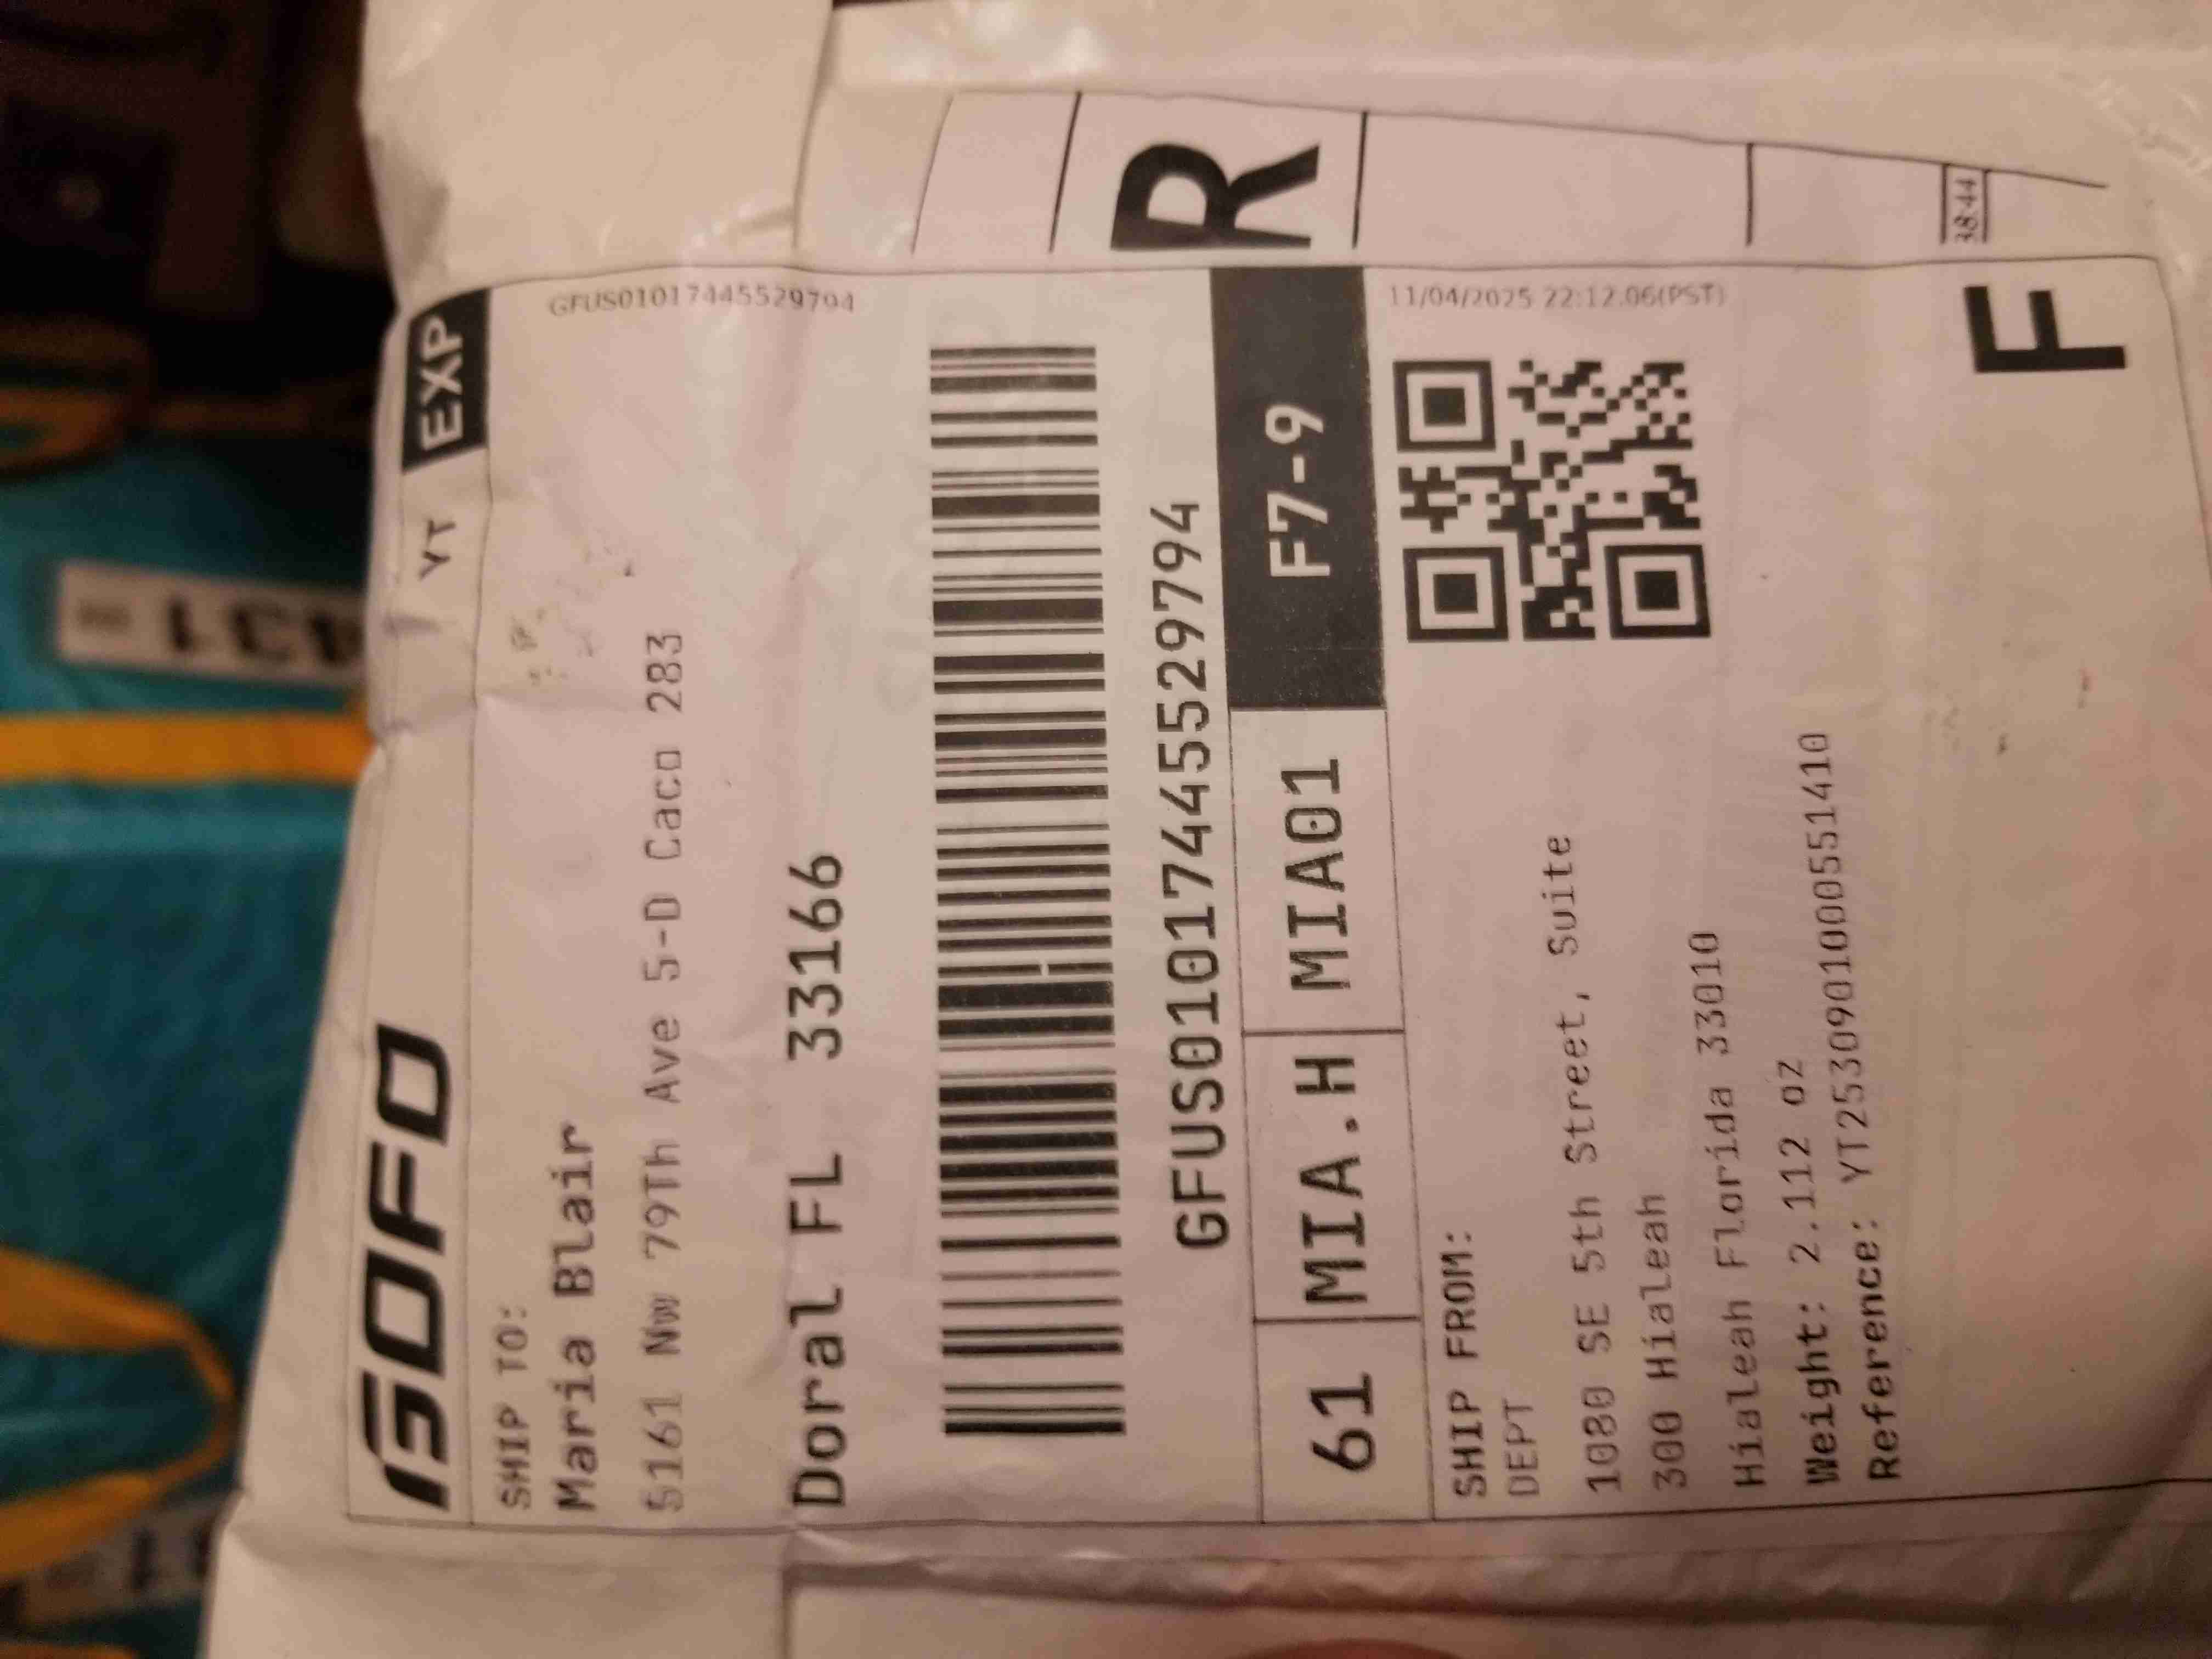 GOFO
YT EXP
GFUS01017445529794
SHIP TO:
Maria Blair
5161 Nw 79Th Ave 5-D Caco 283
Doral FL 33166
GFUS01017445529794
61 MIA.H MIA01 F7-9
SHIP FROM:
11/04/2025 22:12:06(PST)
DEPT
1080 SE 5th Street, Suite
300 Hialeah
Hialeah Florida 33010
Weight: 2.112 oz
Reference: YT2530901000551410
F
R